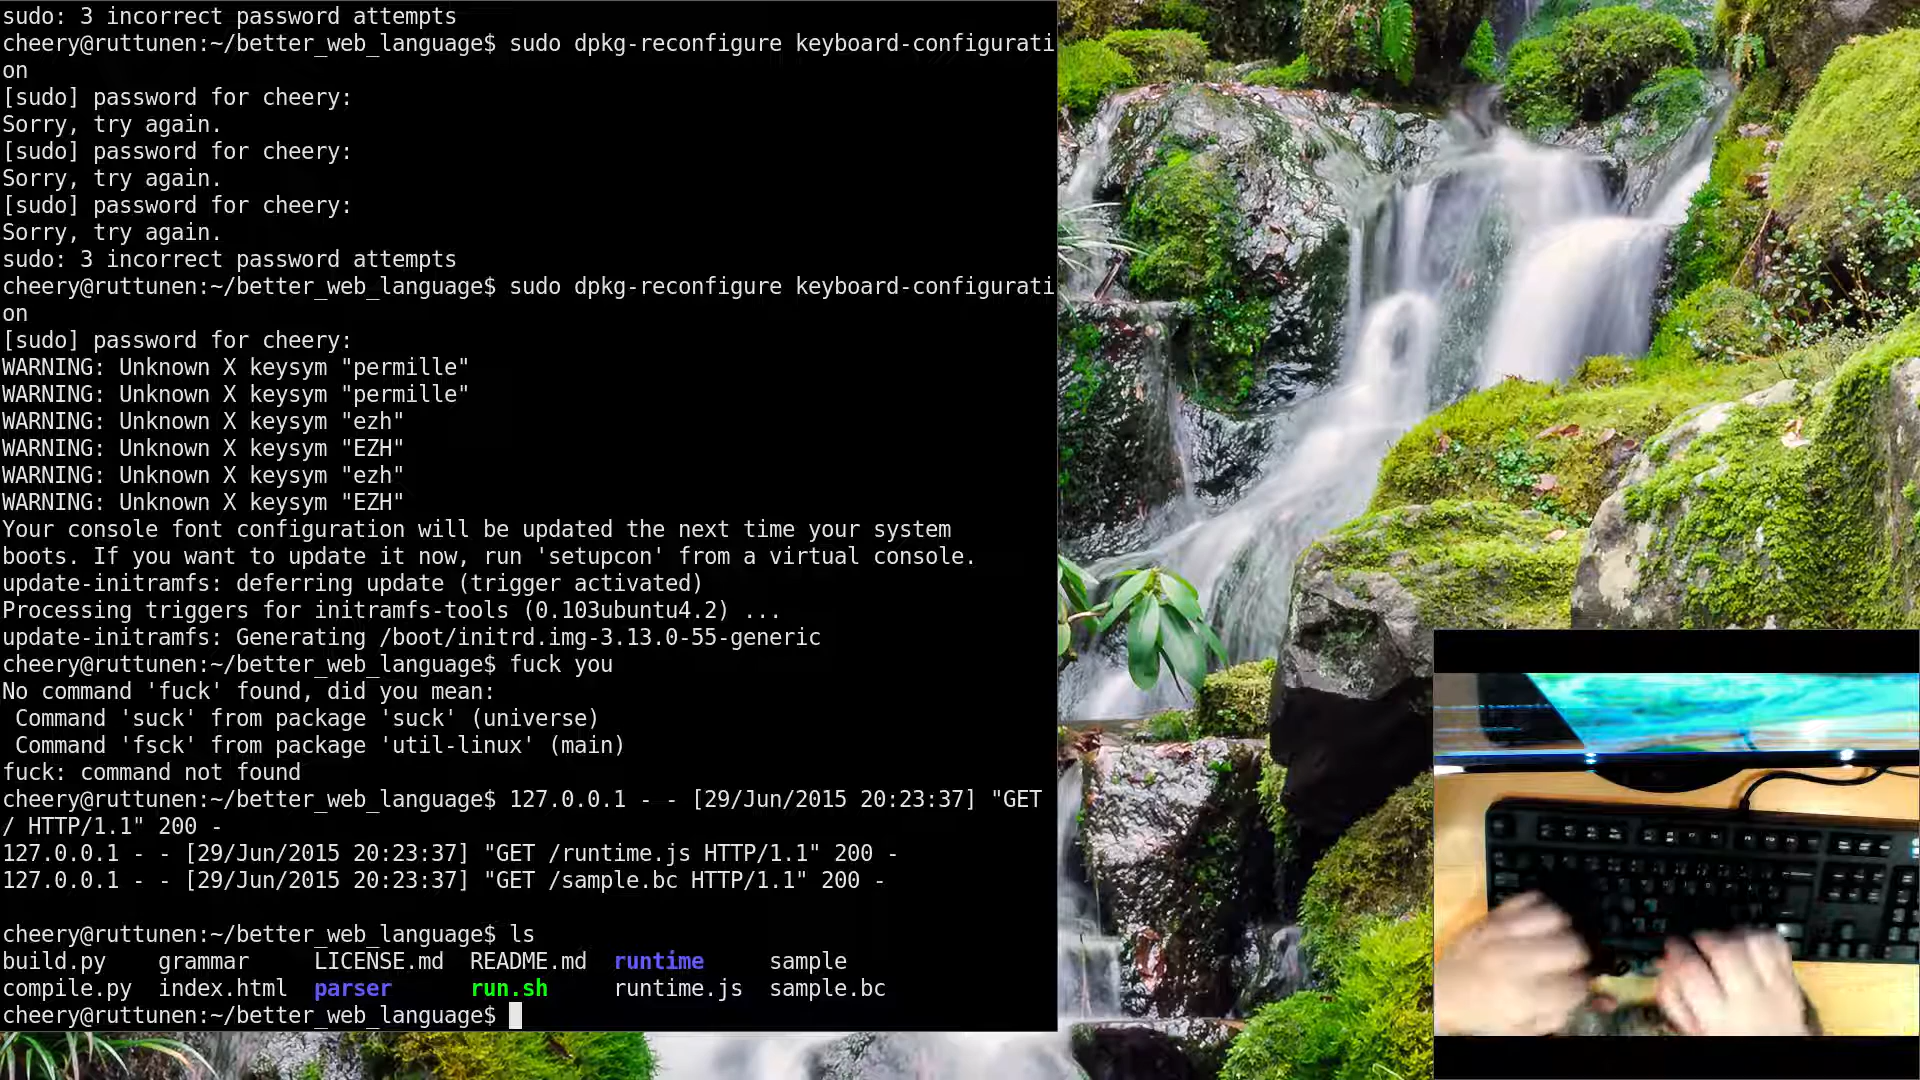 sudo: 3 incorrect password attempts
cheery@ruttunen:~/better_web_language$ sudo dpkg-reconfigure keyboard-configurati
on
[sudo] password for cheery:
Sorry, try again.
[sudo] password for cheery:
Sorry, try again.
[sudo] password for cheery:
Sorry, try again.
sudo: 3 incorrect password attempts
cheery@ruttunen:~/better_web_language$ sudo dpkg-reconfigure keyboard-configurati
on
[sudo] password for cheery:
WARNING: Unknown X keysym "permille"
WARNING: Unknown X keysym "permille"
WARNING: Unknown X keysym "ezh"
WARNING: Unknown X keysym "EZH"
WARNING: Unknown X keysym "ezh"
WARNING: Unknown X keysym "EZH"
Your console font configuration will be updated the next time your system
boots. If you want to update it now, run 'setupcon' from a virtual console.
update-initramfs: deferring update (trigger activated)
Processing triggers for initramfs-tools (0.103ubuntu4.2) ...
update-initramfs: Generating /boot/initrd.img-3.13.0-55-generic
cheery@ruttunen:~/better_web_language$ fuck you
No command 'fuck' found, did you mean:
 Command 'suck' from package 'suck' (universe)
 Command 'fsck' from package 'util-linux' (main)
fuck: command not found
cheery@ruttunen:~/better_web_language$ 127.0.0.1 - - [29/Jun/2015 20:23:37] "GET
/ HTTP/1.1" 200 -
127.0.0.1 - - [29/Jun/2015 20:23:37] "GET /runtime.js HTTP/1.1" 200 -
127.0.0.1 - - [29/Jun/2015 20:23:37] "GET /sample.bc HTTP/1.1" 200 -
cheery@ruttunen:~/better_web_language$ ls
build.py    grammar     LICENSE.md  README.md  runtime     sample
compile.py  index.html  parser      run.sh     runtime.js  sample.bc
cheery@ruttunen:~/better_web_language$